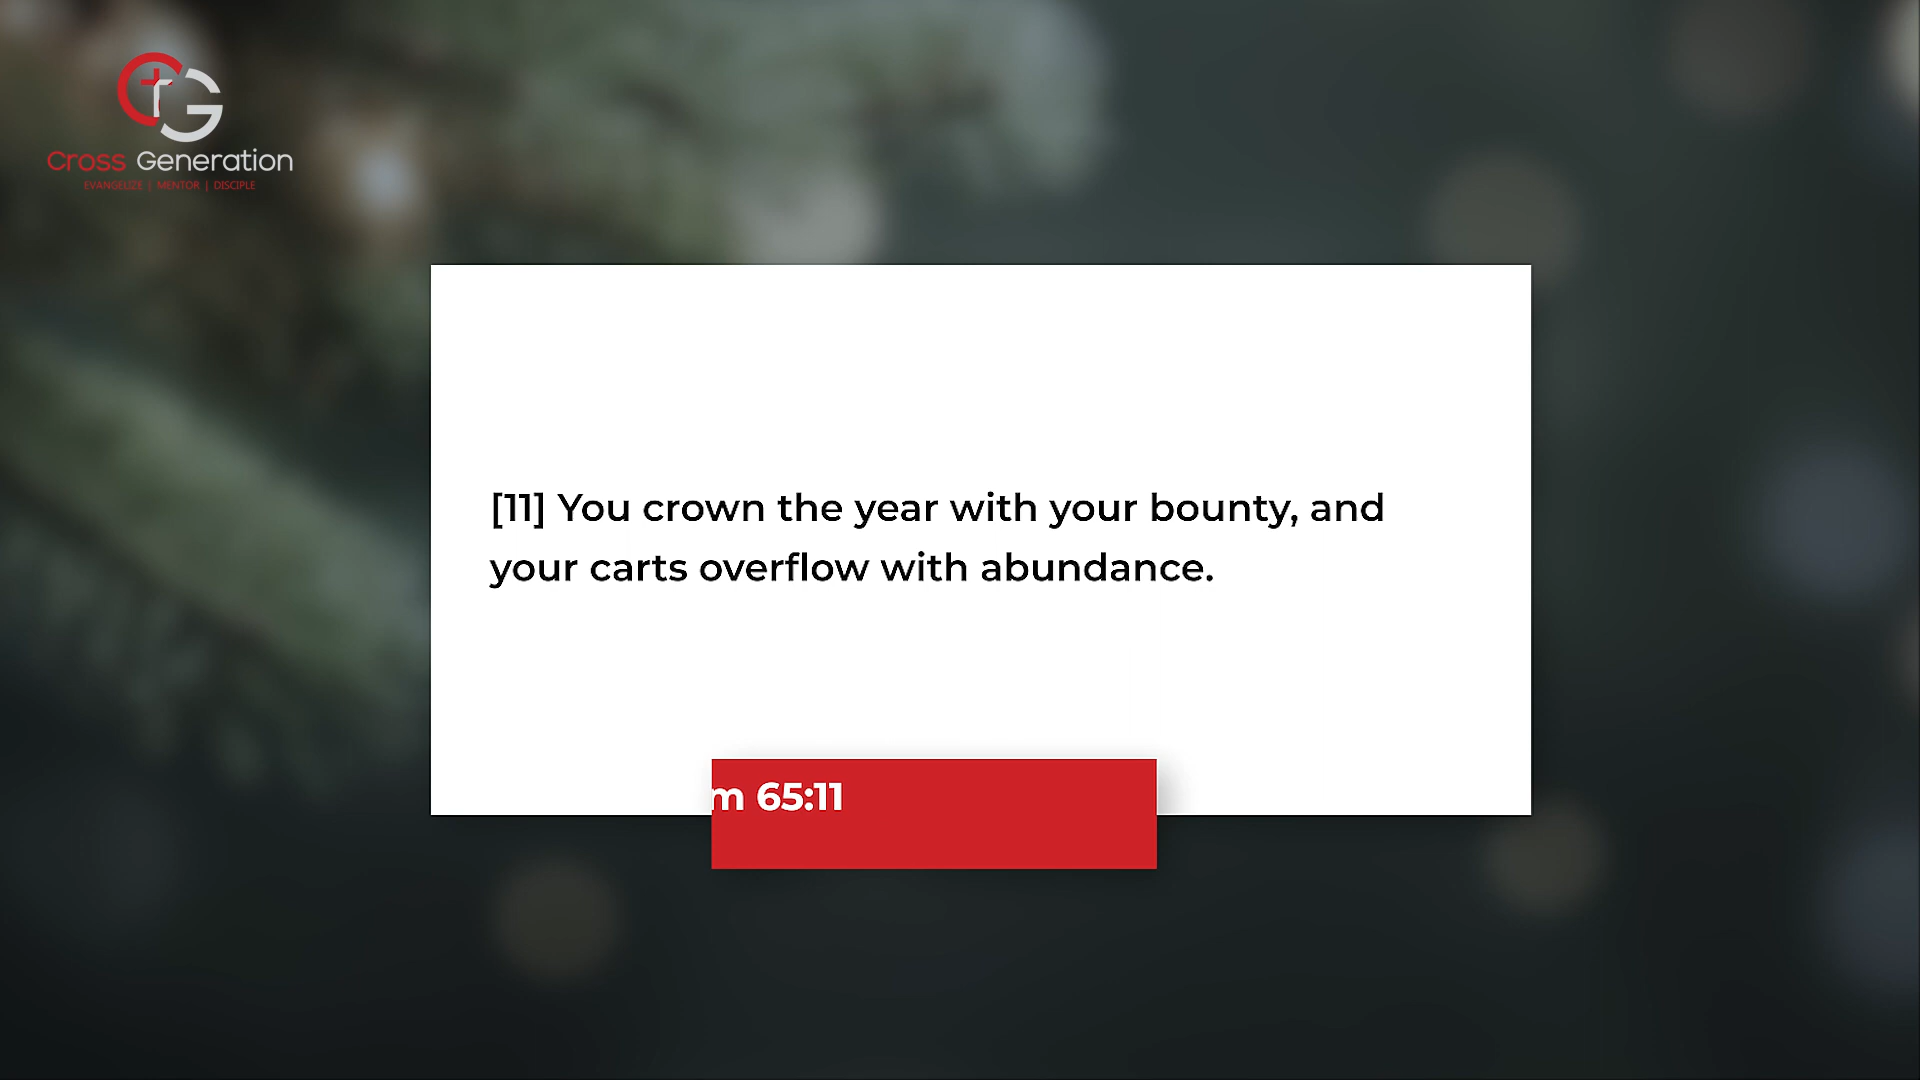 Cross Generation
EVANGELIZE | MENTOR | DISCIPLE
[11] You crown the year with your bounty, and
your carts overflow with abundance.
m 65:11